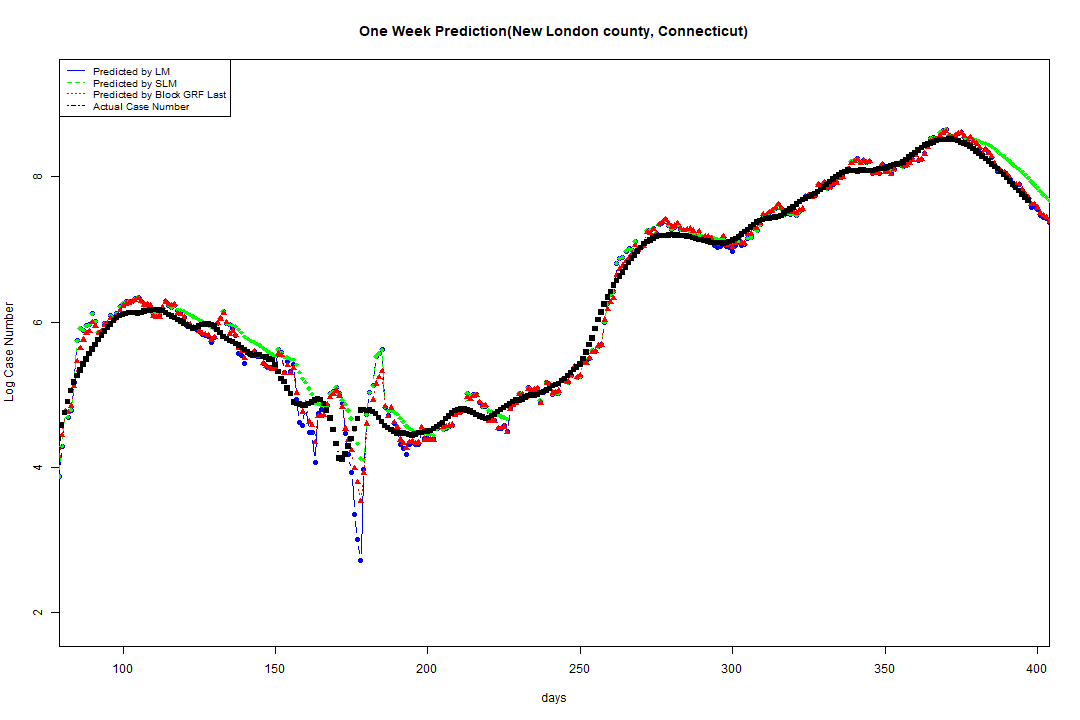 One Week Prediction(New London county, Connecticut)
Predicted by LM
Predicted by SLM
Predicted by Block GRF Last
Actual Case Number
8
6
4
2
Log Case Number
100 150 200 250 300 350 400
days